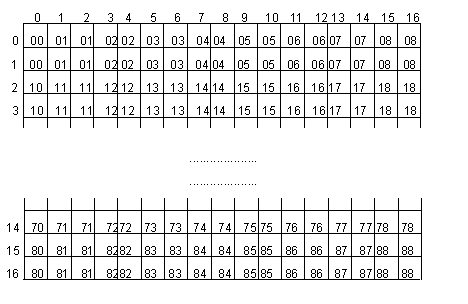 0 1 2 3 4 5 6 7 8 9 10 11 12 13 14 15 16
0 00 01 01 02 02 03 03 04 04 05 05 06 06 07 07 08 08
1 00 01 01 02 02 03 03 04 04 05 05 06 06 07 07 08 08
2 10 11 11 12 12 13 13 14 14 15 15 16 16 17 17 18 18
3 10 11 11 12 12 13 13 14 14 15 15 16 16 17 17 18 18
....................
....................
14 70 71 71 72 72 73 73 74 74 75 75 76 76 77 77 78 78
15 80 81 81 82 82 83 83 84 84 85 85 86 86 87 87 88 88
16 80 81 81 82 82 83 83 84 84 85 85 86 86 87 87 88 88